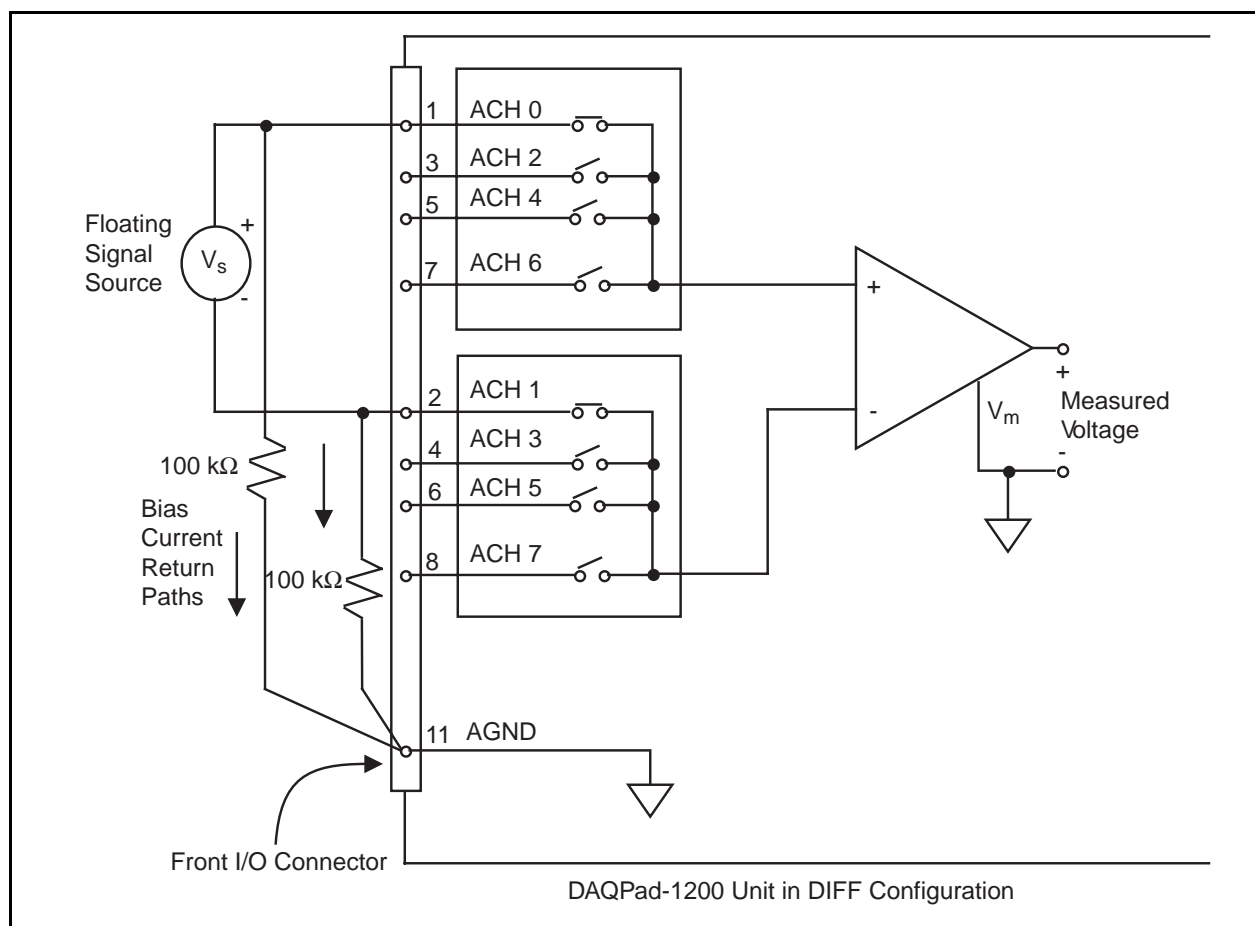 1 ACH 0
3 ACH 2
5 ACH 4
7 ACH 6
Floating
Signal
Source
+
Vs
-
+
-
+
Measured
Voltage
-
Vm
2 ACH 1
4 ACH 3
6 ACH 5
8 ACH 7
100 kΩ
Bias
Current
Return
Paths
100 kΩ
11 AGND
Front I/O Connector
DAQPad-1200 Unit in DIFF Configuration